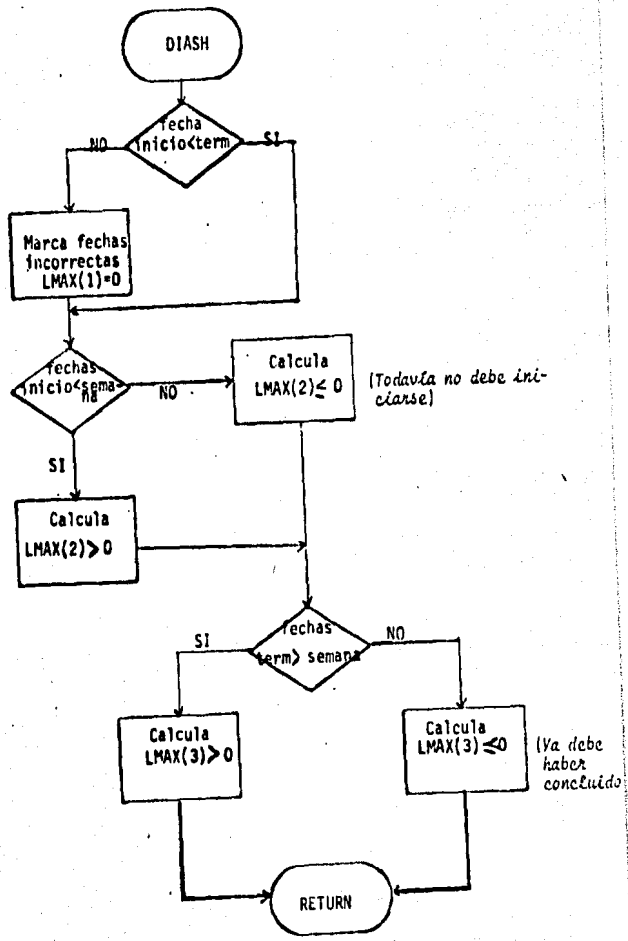 DIASH
fecha
inicio<term
NO
SI
Marca fechas
incorrectas
LMAX(1)=0
fechas
inicio<sema-
na
NO
Calcula
LMAX(2)≤ 0
(Todavía no debe ini-
ciarse)
SI
Calcula
LMAX(2)>0
fechas
term> semana
SI
NO
Calcula
LMAX(3)>0
Calcula
LMAX(3)≤0
(Ya debe
haber
concluido
RETURN